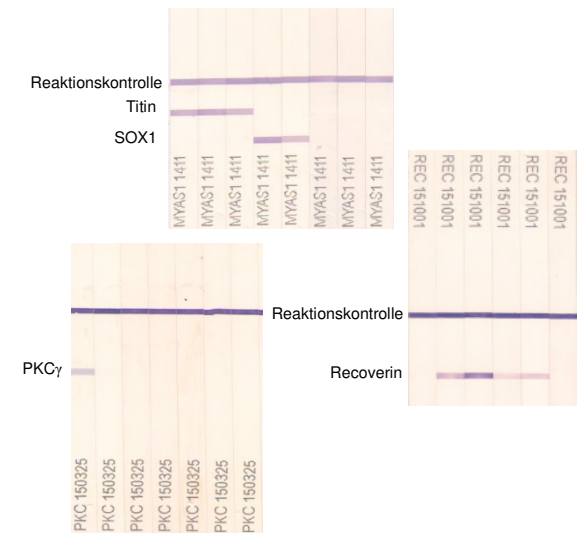 Reaktionskontrolle
Titin
SOX1
MYAS1 1411
MYAS1 1411
MYAS1 1411
MYAS1 1411
MYAS1 1411
MYAS1 1411
MYAS1 1411
MYAS1 1411
REC 151001
REC 151001
REC 151001
REC 151001
REC 151001
REC 151001
Reaktionskontrolle
PKCγ
Recoverin
PKC 150325
PKC 150325
PKC 150325
PKC 150325
PKC 150325
PKC 150325
PKC 150325